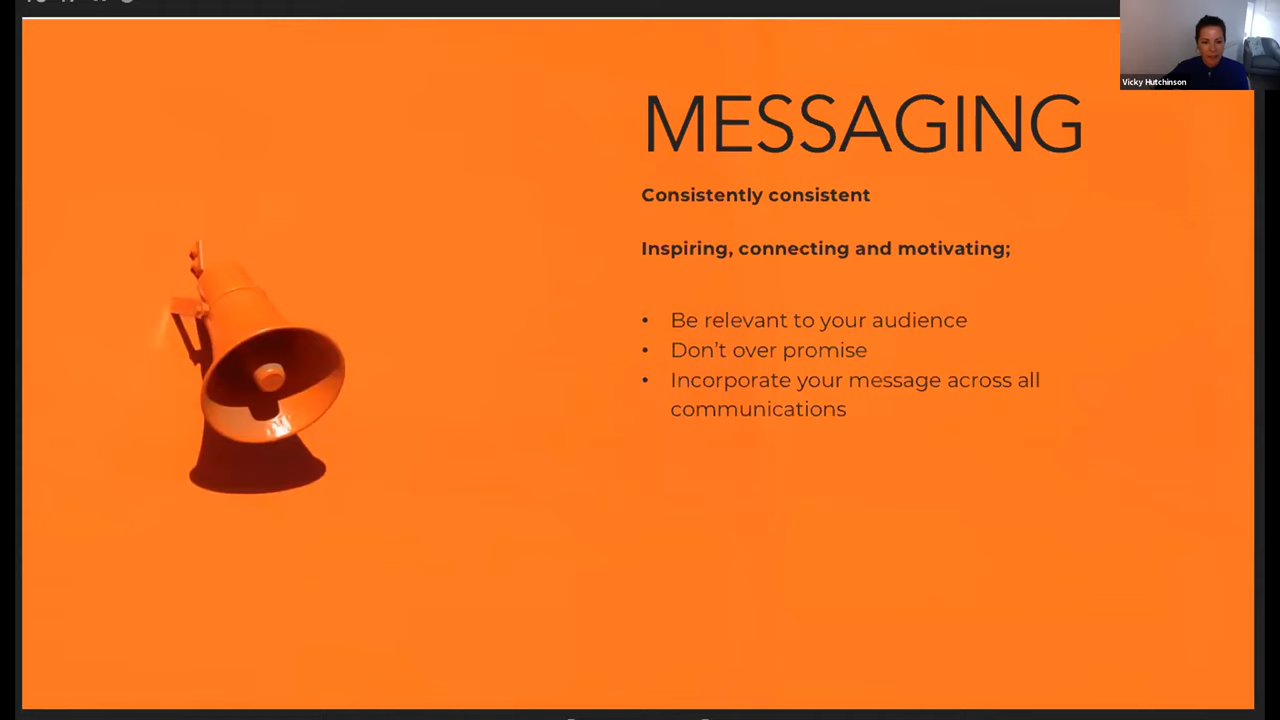 MESSAGING
Vicky Hutchinson
Consistently consistent
Inspiring, connecting and motivating;
• Be relevant to your audience
• Don't over promise
• Incorporate your message across all
communications